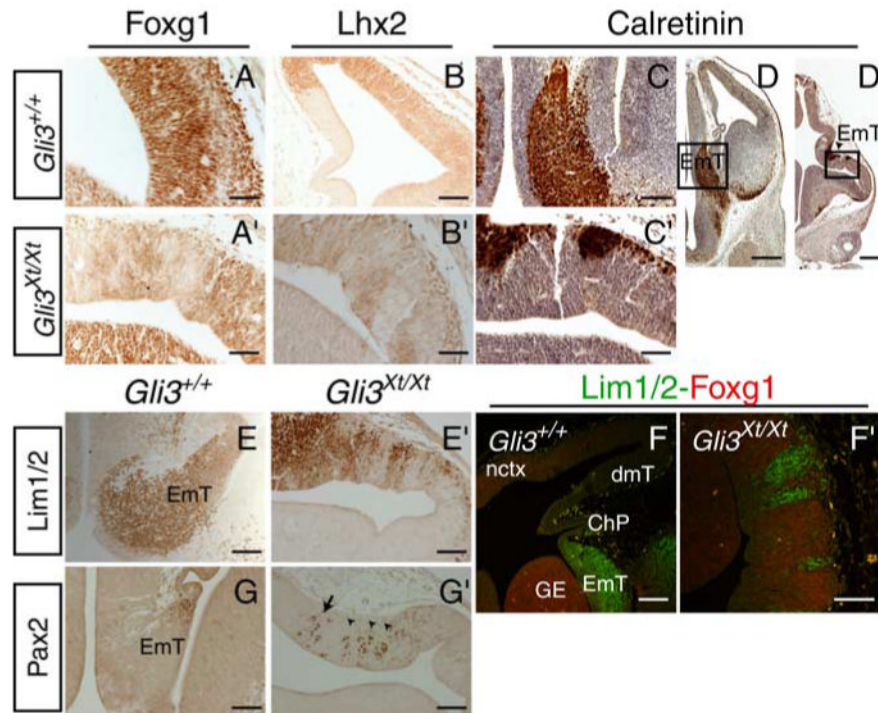 Foxg1 Lhx2 Calretinin
Gli3+/+ A B C D EmT D' EmT
Gli3Xt/Xt A' B' C'
Gli3+/+ Gli3Xt/Xt Lim1/2-Foxg1
Lim1/2 E EmT E' Gli3+/+ F nctx dmT ChP GE EmT Gli3Xt/Xt F'
Pax2 G EmT G'